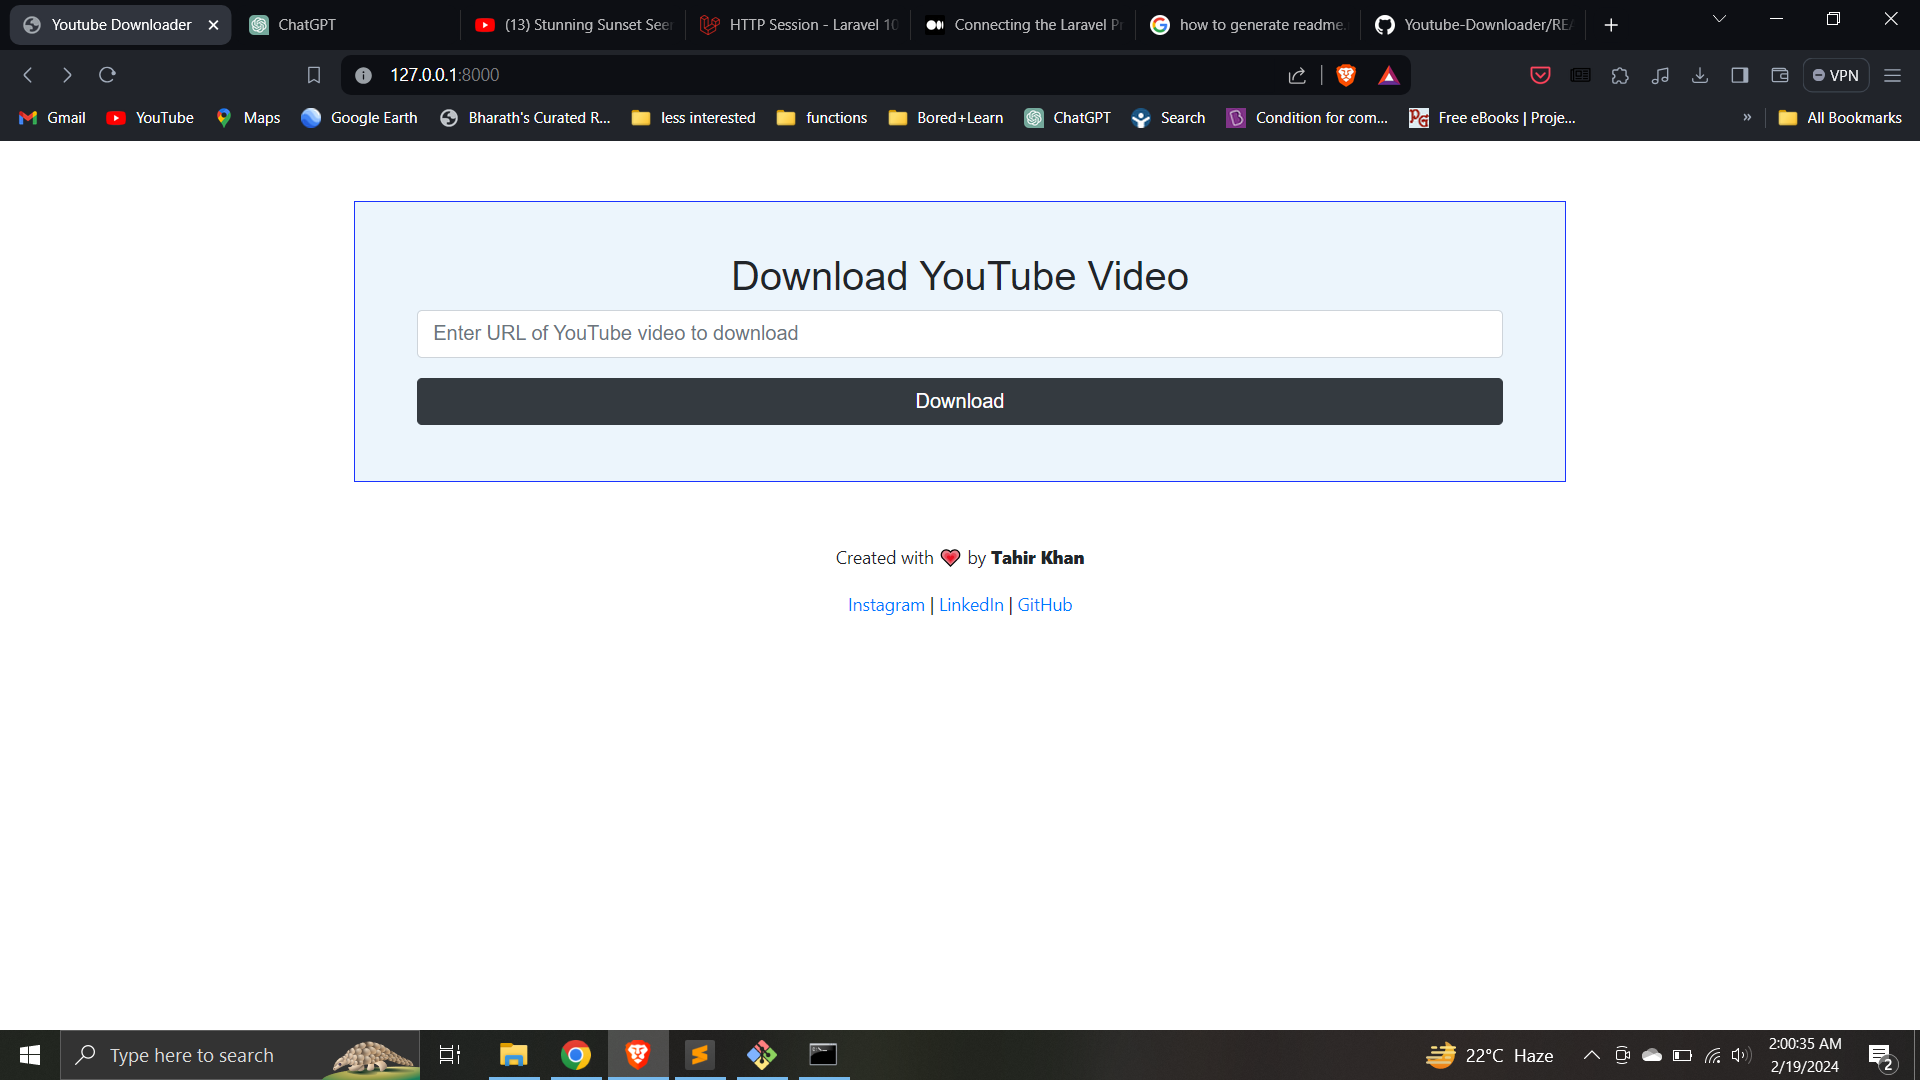 Youtube Downloader
ChatGPT
(13) Stunning Sunset Seen
HTTP Session - Laravel 10
Connecting the Laravel Pr
how to generate readme.
Youtube-Downloader/REA
127.0.0.1:8000
VPN
Gmail
YouTube
Maps
Google Earth
Bharath's Curated R...
less interested
functions
Bored+Learn
ChatGPT
Search
Condition for com...
Free eBooks | Proje...
»
All Bookmarks
Download YouTube Video
Enter URL of YouTube video to download
Download
Created with ❤ by Tahir Khan
Instagram | LinkedIn | GitHub
Type here to search
22°C Haze
2:00:35 AM
2/19/2024
2